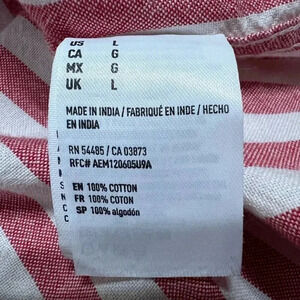 US L
CA G
MX G
UK L
MADE IN INDIA / FABRIQUÉ EN INDE / HECHO
EN INDIA
RN 54485 / CA 03873
RFC# AEM120605U9A
EN 100% COTTON
FR 100% COTON
SP 100% algodón